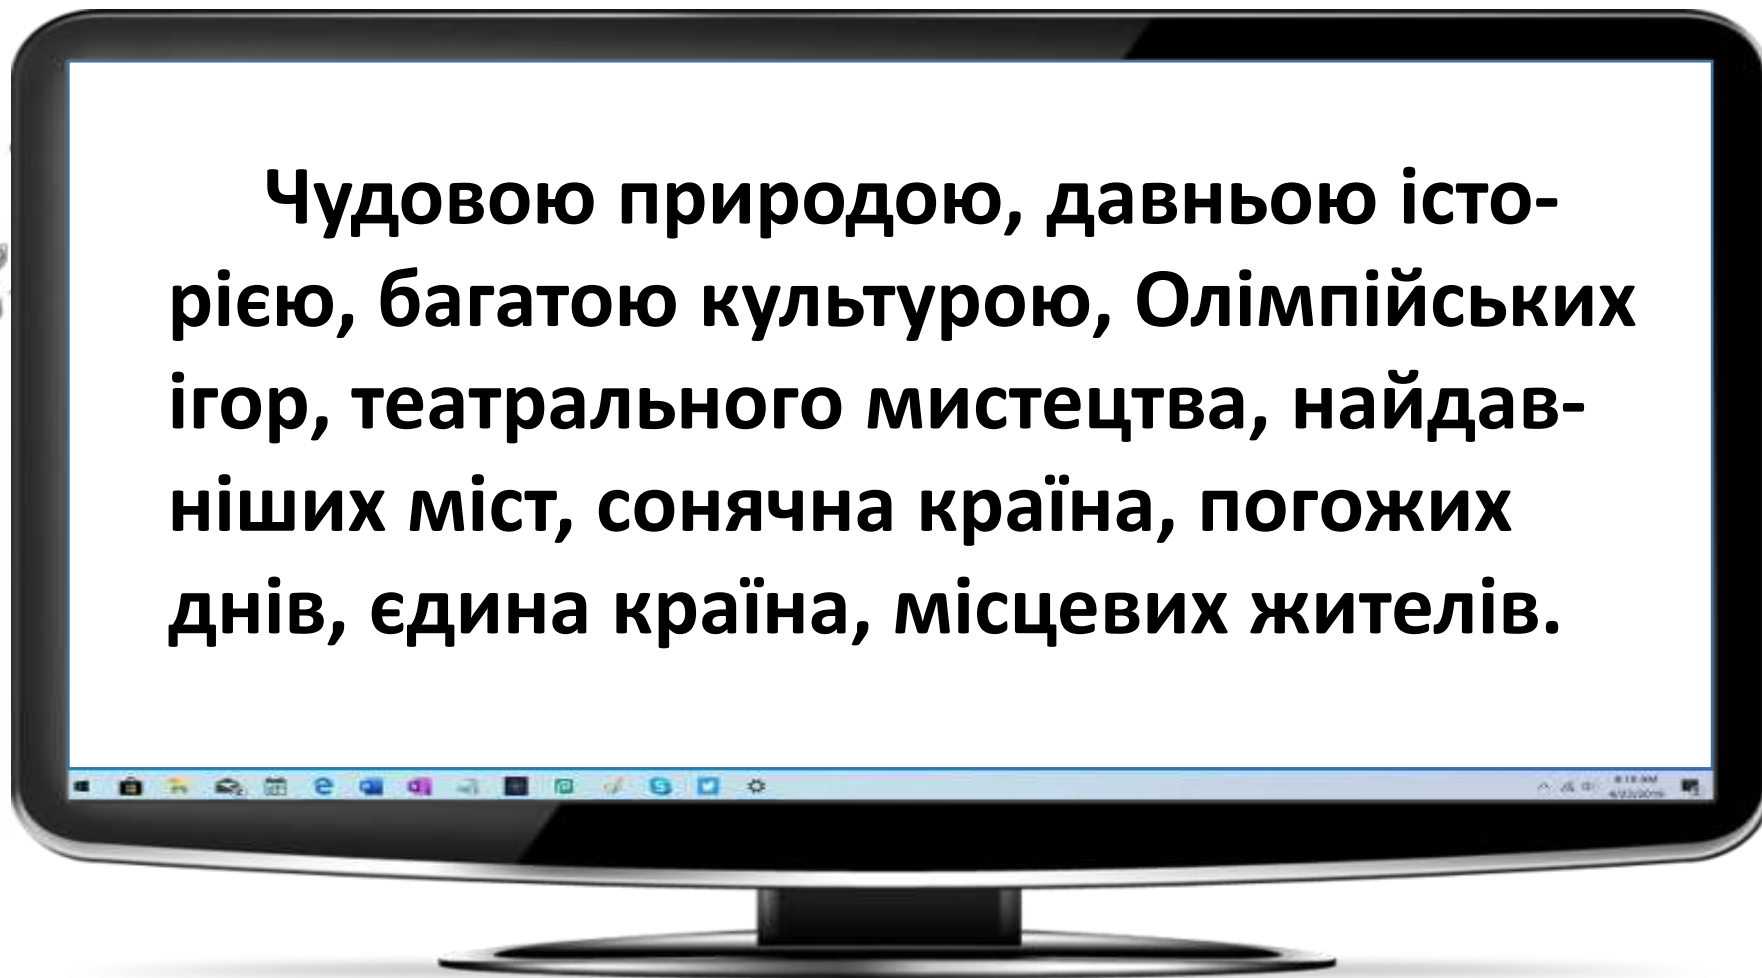 Чудовою природою, давньою істо-
рією, багатою культурою, Олімпійських
ігор, театрального мистецтва, найдав-
ніших міст, сонячна країна, погожих
днів, єдина країна, місцевих жителів.